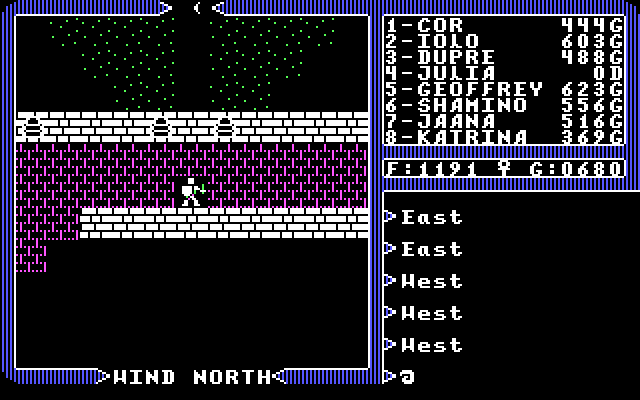 1-COR 444G
2-IOLO 603G
3-DUPRE 488G
4-JULIA 0D
5-GEOFFREY 623G
6-SHAMINO 556G
7-JAANA 516G
8-KATRINA 369G
F:1191 ♀ G:0680
East
East
West
West
West
WIND NORTH